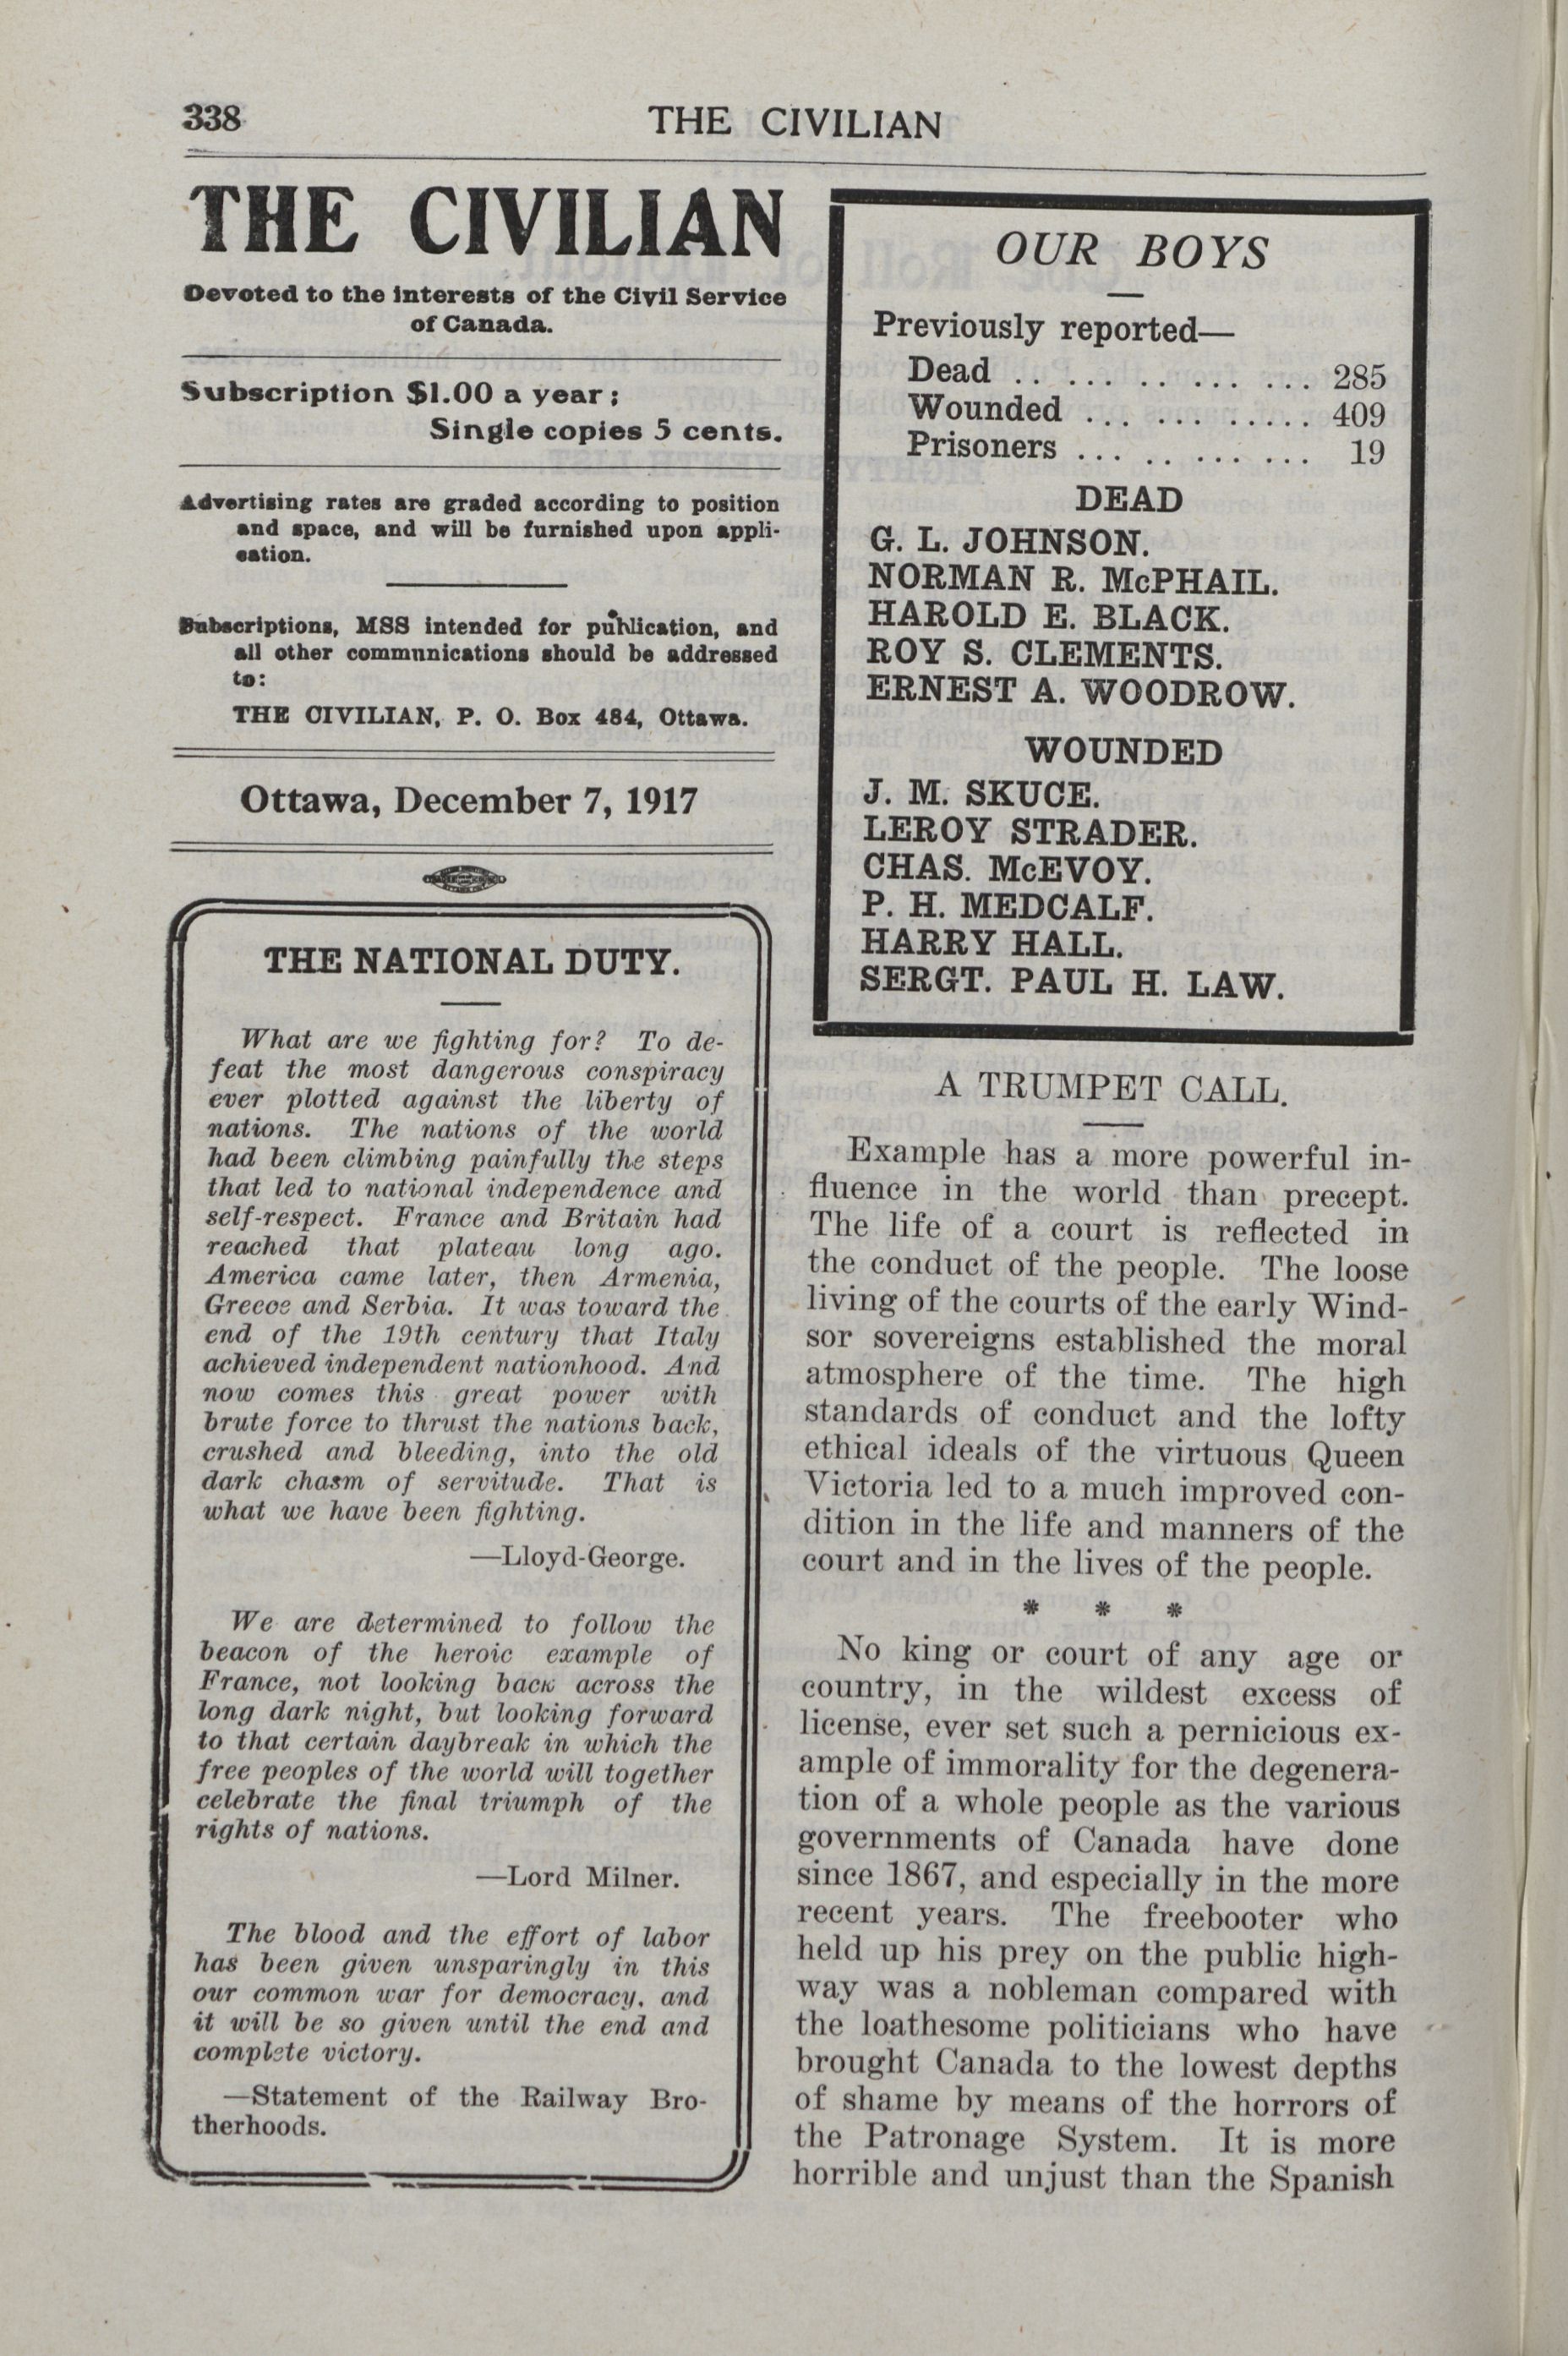 338
THE CIVILIAN
THE CIVILIAN
Devoted to the interests of the Civil Service
of Canada.
Subscription $1.00 a year;
Single copies 5 cents.
Advertising rates are graded according to position
and space, and will be furnished upon appli-
cation.
Subscriptions, MSS intended for publication, and
all other communications should be addressed
to:
THE CIVILIAN, P. O. Box 484, Ottawa.
Ottawa, December 7, 1917
THE NATIONAL DUTY.
What are we fighting for? To de-
feat the most dangerous conspiracy
ever plotted against the liberty of
nations. The nations of the world
had been climbing painfully the steps
that led to national independence and
self-respect. France and Britain had
reached that plateau long ago.
America came later, then Armenia,
Greece and Serbia. It was toward the
end of the 19th century that Italy
achieved independent nationhood. And
now comes this great power with
brute force to thrust the nations back,
crushed and bleeding, into the old
dark chasm of servitude. That is
what we have been fighting.
—Lloyd-George.
We are determined to follow the
beacon of the heroic example of
France, not looking back across the
long dark night, but looking forward
to that certain daybreak in which the
free peoples of the world will together
celebrate the final triumph of the
rights of nations.
—Lord Milner.
The blood and the effort of labor
has been given unsparingly in this
our common war for democracy, and
it will be so given until the end and
complete victory.
—Statement of the Railway Bro-
therhoods.
OUR BOYS
Previously reported—
Dead .. ... .. ... ... 285
Wounded ... ... ..... 409
Prisoners ... .. ... ... 19
DEAD
G. L. JOHNSON.
NORMAN R. McPHAIL.
HAROLD E. BLACK.
ROY S. CLEMENTS.
ERNEST A. WOODROW.
WOUNDED
J. M. SKUCE.
LEROY STRADER.
CHAS. McEVOY.
P. H. MEDCALF.
HARRY HALL.
SERGT. PAUL H. LAW.
A TRUMPET CALL.
Example has a more powerful in-
fluence in the world than precept.
The life of a court is reflected in
the conduct of the people. The loose
living of the courts of the early Wind-
sor sovereigns established the moral
atmosphere of the time. The high
standards of conduct and the lofty
ethical ideals of the virtuous Queen
Victoria led to a much improved con-
dition in the life and manners of the
court and in the lives of the people.
* * *
No king or court of any age or
country, in the wildest excess of
license, ever set such a pernicious ex-
ample of immorality for the degenera-
tion of a whole people as the various
governments of Canada have done
since 1867, and especially in the more
recent years. The freebooter who
held up his prey on the public high-
way was a nobleman compared with
the loathesome politicians who have
brought Canada to the lowest depths
of shame by means of the horrors of
the Patronage System. It is more
horrible and unjust than the Spanish